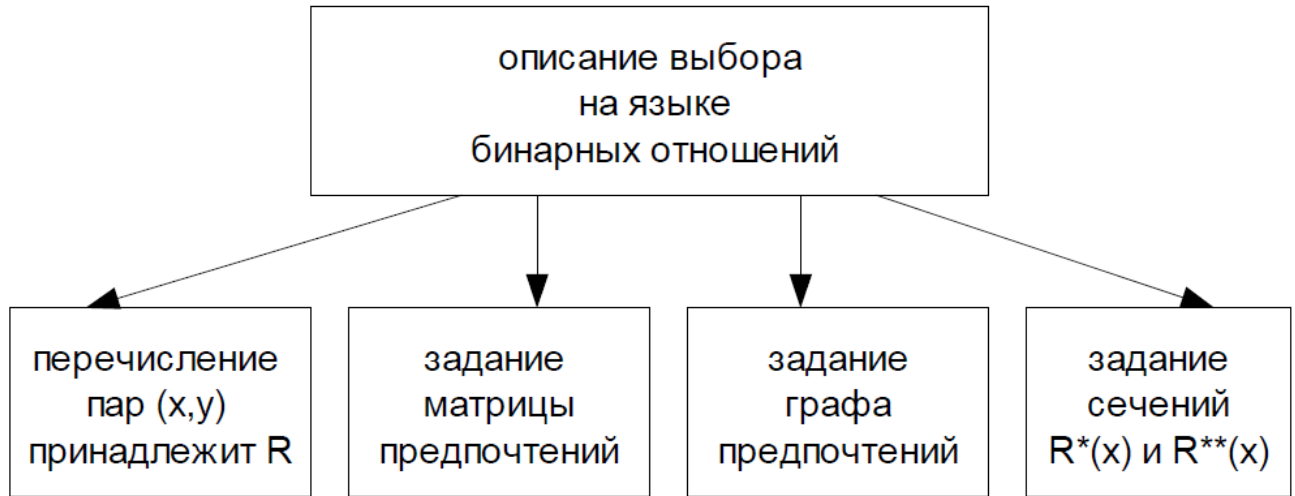 описание выбора
на языке
бинарных отношений
перечисление
пар (x,y)
принадлежит R
задание
матрицы
предпочтений
задание
графа
предпочтений
задание
сечений
R*(x) и R**(x)